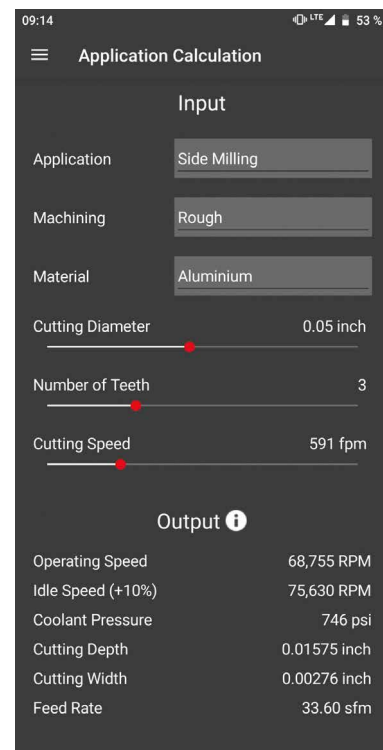 09:14 LTE 53 %
Application Calculation
Input
Application Side Milling
Machining Rough
Material Aluminium
Cutting Diameter 0.05 inch
Number of Teeth 3
Cutting Speed 591 fpm
Output i
Operating Speed 68,755 RPM
Idle Speed (+10%) 75,630 RPM
Coolant Pressure 746 psi
Cutting Depth 0.01575 inch
Cutting Width 0.00276 inch
Feed Rate 33.60 sfm